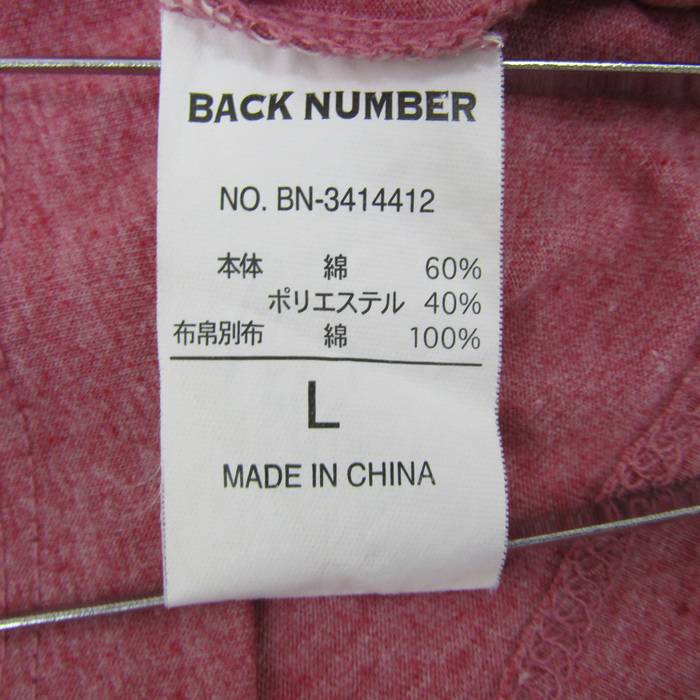 BACK NUMBER
NO. BN-3414412
本体 綿 60%
ポリエステル 40%
布帛別布 綿 100%
L
MADE IN CHINA